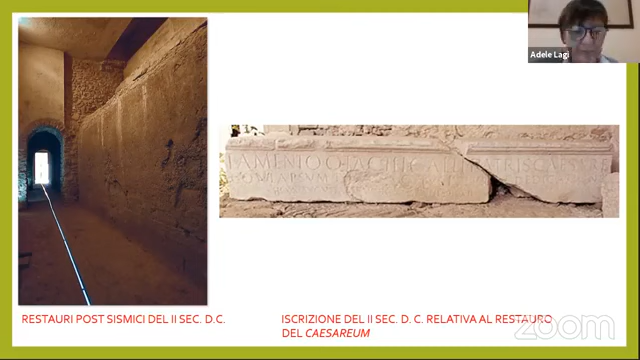 Adele Lagi
RESTAURI POST SISMICI DEL II SEC. D.C.
ISCRIZIONE DEL II SEC. D. C. RELATIVA AL RESTAURO
DEL CAESAREUM
zoom